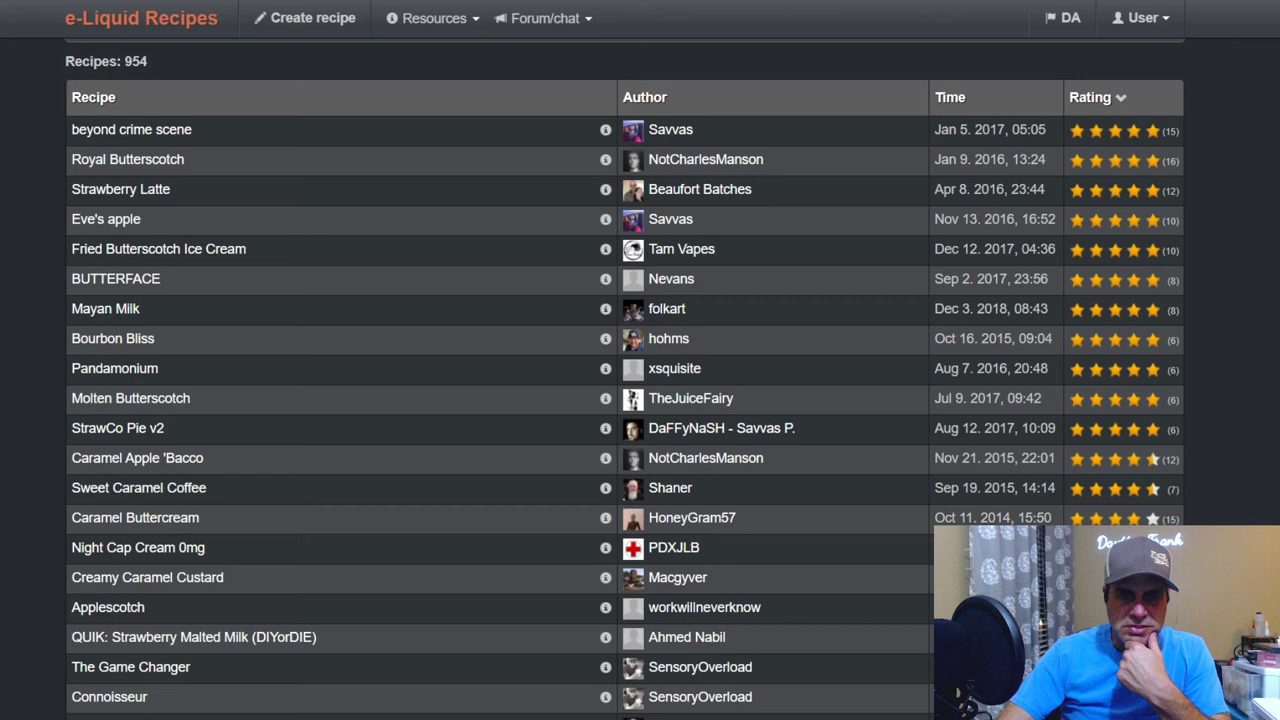 e-Liquid Recipes Create recipe Resources Forum/chat DA User
Recipes: 954
Recipe Author Time Rating
beyond crime scene Savvas Jan 5. 2017, 05:05 (15)
Royal Butterscotch NotCharlesManson Jan 9. 2016, 13:24 (16)
Strawberry Latte Beaufort Batches Apr 8. 2016, 23:44 (12)
Eve's apple Savvas Nov 13. 2016, 16:52 (10)
Fried Butterscotch Ice Cream Tam Vapes Dec 12. 2017, 04:36 (10)
BUTTERFACE Nevans Sep 2. 2017, 23:56 (8)
Mayan Milk folkart Dec 3. 2018, 08:43 (8)
Bourbon Bliss hohms Oct 16. 2015, 09:04 (6)
Pandamonium xsquisite Aug 7. 2016, 20:48 (6)
Molten Butterscotch TheJuiceFairy Jul 9. 2017, 09:42 (6)
StrawCo Pie v2 DaFFyNaSH - Savvas P. Aug 12. 2017, 10:09 (6)
Caramel Apple 'Bacco NotCharlesManson Nov 21. 2015, 22:01 (12)
Sweet Caramel Coffee Shaner Sep 19. 2015, 14:14 (7)
Caramel Buttercream HoneyGram57 Oct 11. 2014, 15:50 (15)
Night Cap Cream 0mg PDXJLB
Creamy Caramel Custard Macgyver
Applescotch workwillneverknow
QUIK: Strawberry Malted Milk (DIYorDIE) Ahmed Nabil
The Game Changer SensoryOverload
Connoisseur SensoryOverload